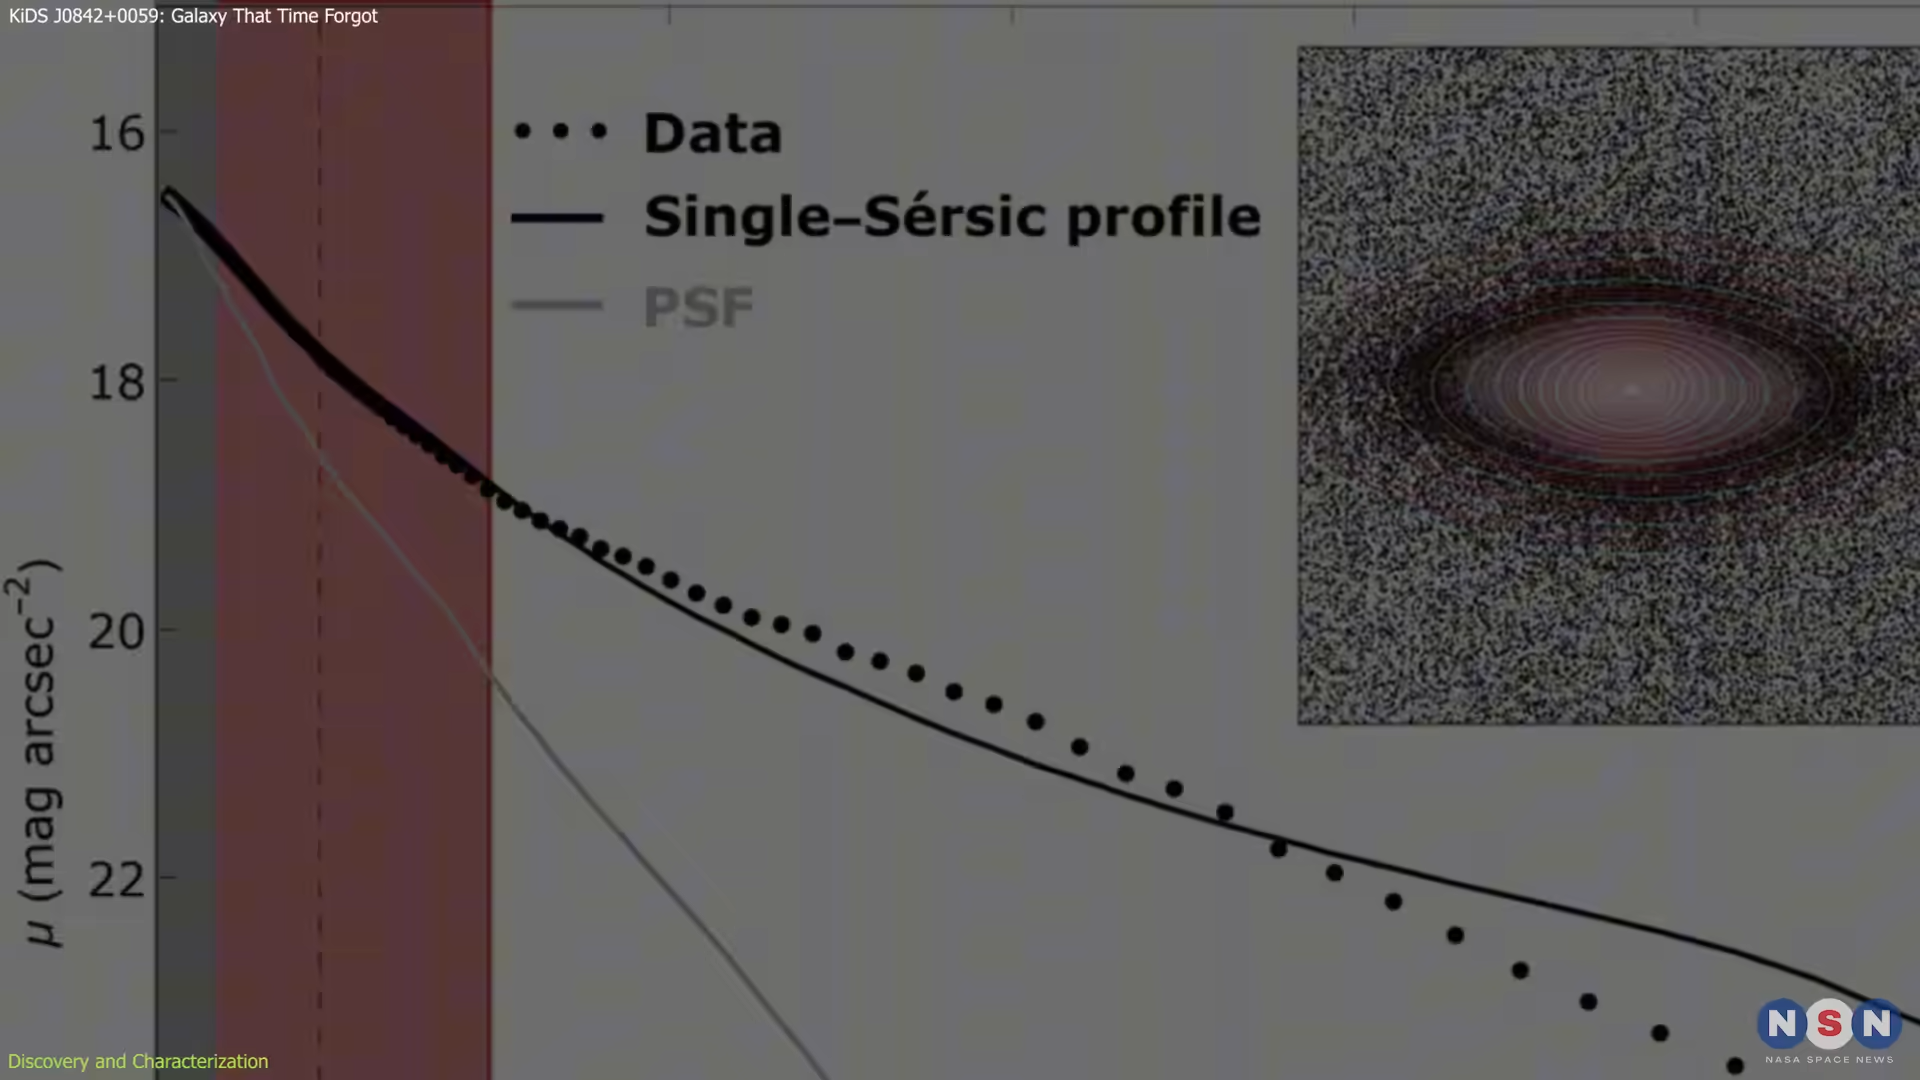 KiDS J0842+0059: Galaxy That Time Forgot
16
18
20
22
μ (mag arcsec⁻²)
Data
Single–Sérsic profile
PSF
Discovery and Characterization
NSN
NASA SPACE NEWS